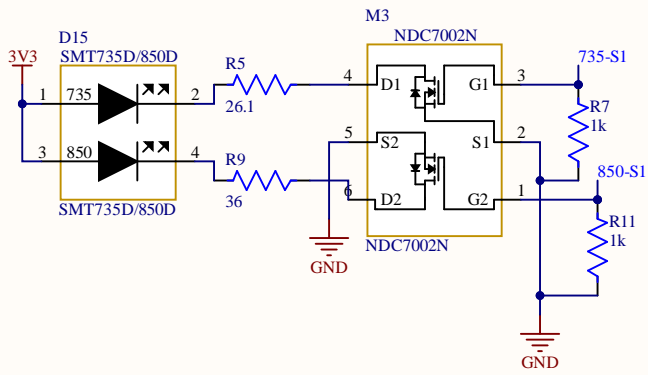 M3
D15
NDC7002N
SMT735D/850D
3V3
735-S1
R5
4
D1
G1
3
1
735
2
26.1
R7
1k
5
S2
S1
2
3
850
4
850-S1
R9
36
6
D2
G2
1
SMT735D/850D
R11
1k
NDC7002N
GND
GND